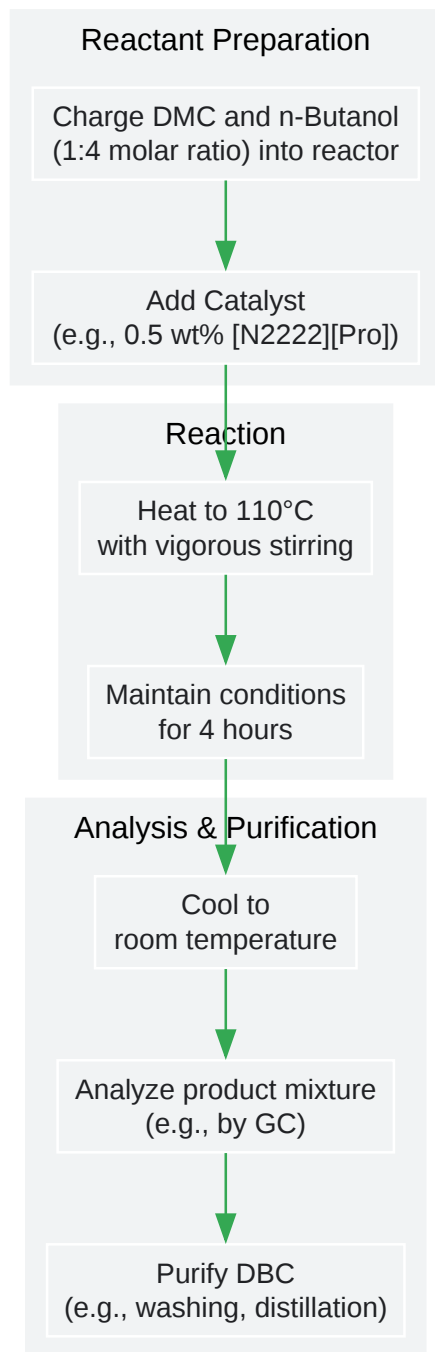 Reactant Preparation
Charge DMC and n-Butanol
(1:4 molar ratio) into reactor
Add Catalyst
(e.g., 0.5 wt% [N2222][Pro])
Reaction
Heat to 110°C
with vigorous stirring
Maintain conditions
for 4 hours
Analysis & Purification
Cool to
room temperature
Analyze product mixture
(e.g., by GC)
Purify DBC
(e.g., washing, distillation)